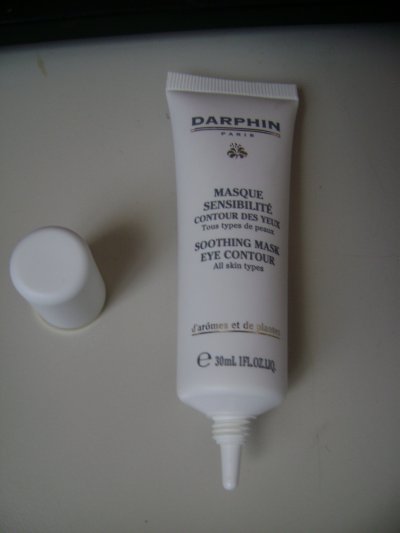 DARPHIN
PARIS
MASQUE
SENSIBILITÉ
CONTOUR DES YEUX
Tous types de peaux
SOOTHING MASK
EYE CONTOUR
All skin types
d'arômes et de plantes
e 30mL 1FL.OZ.LIQ.